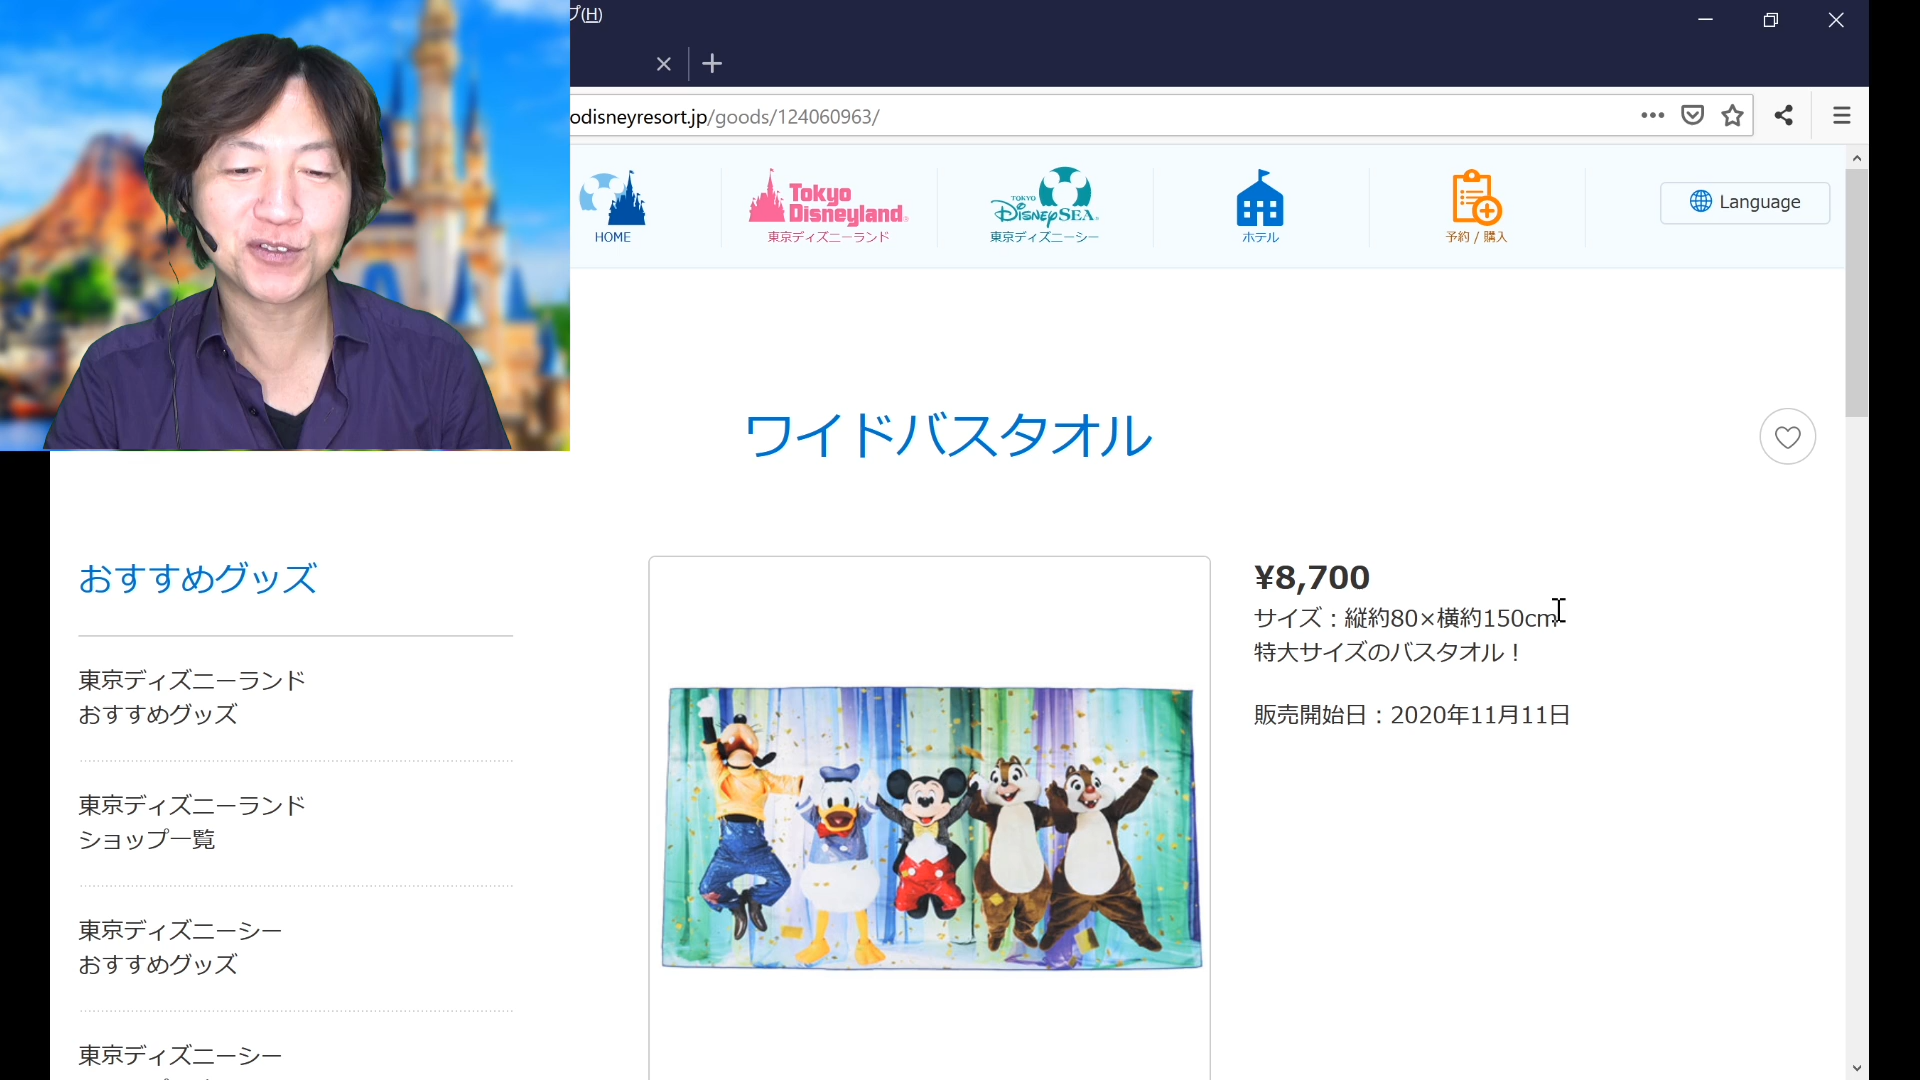 プ(H)
odisneyresort.jp/goods/124060963/
HOME
Tokyo Disneyland
東京ディズニーランド
TOKYO DisneySEA
東京ディズニーシー
ホテル
予約 / 購入
Language
ワイドバスタオル
おすすめグッズ
東京ディズニーランド
おすすめグッズ
東京ディズニーランド
ショップ一覧
東京ディズニーシー
おすすめグッズ
東京ディズニーシー
¥8,700
サイズ：縦約80×横約150cm
特大サイズのバスタオル！
販売開始日：2020年11月11日